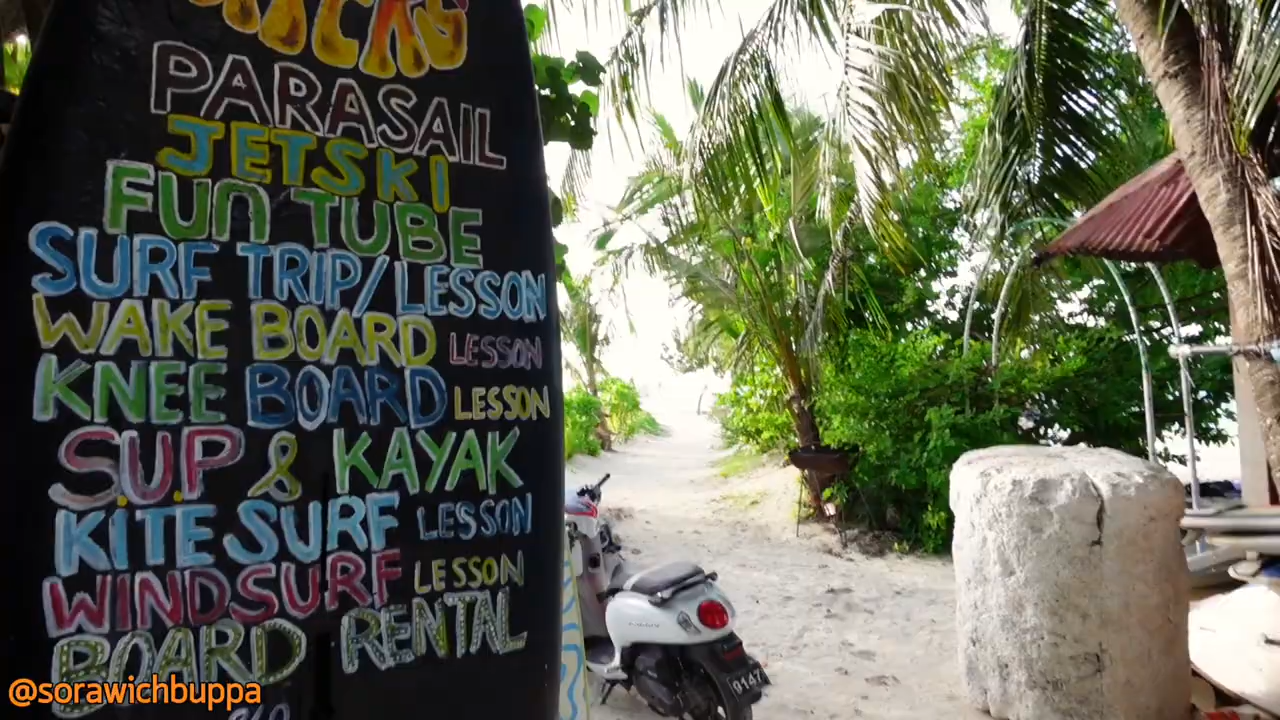 PARASAIL
JETSKI
FUN TUBE
SURF TRIP/LESSON
WAKE BOARD LESSON
KNEE BOARD LESSON
S.U.P & KAYAK
KITE SURF LESSON
WINDSURF LESSON
BOARD RENTAL
@sorawichbuppa
9147